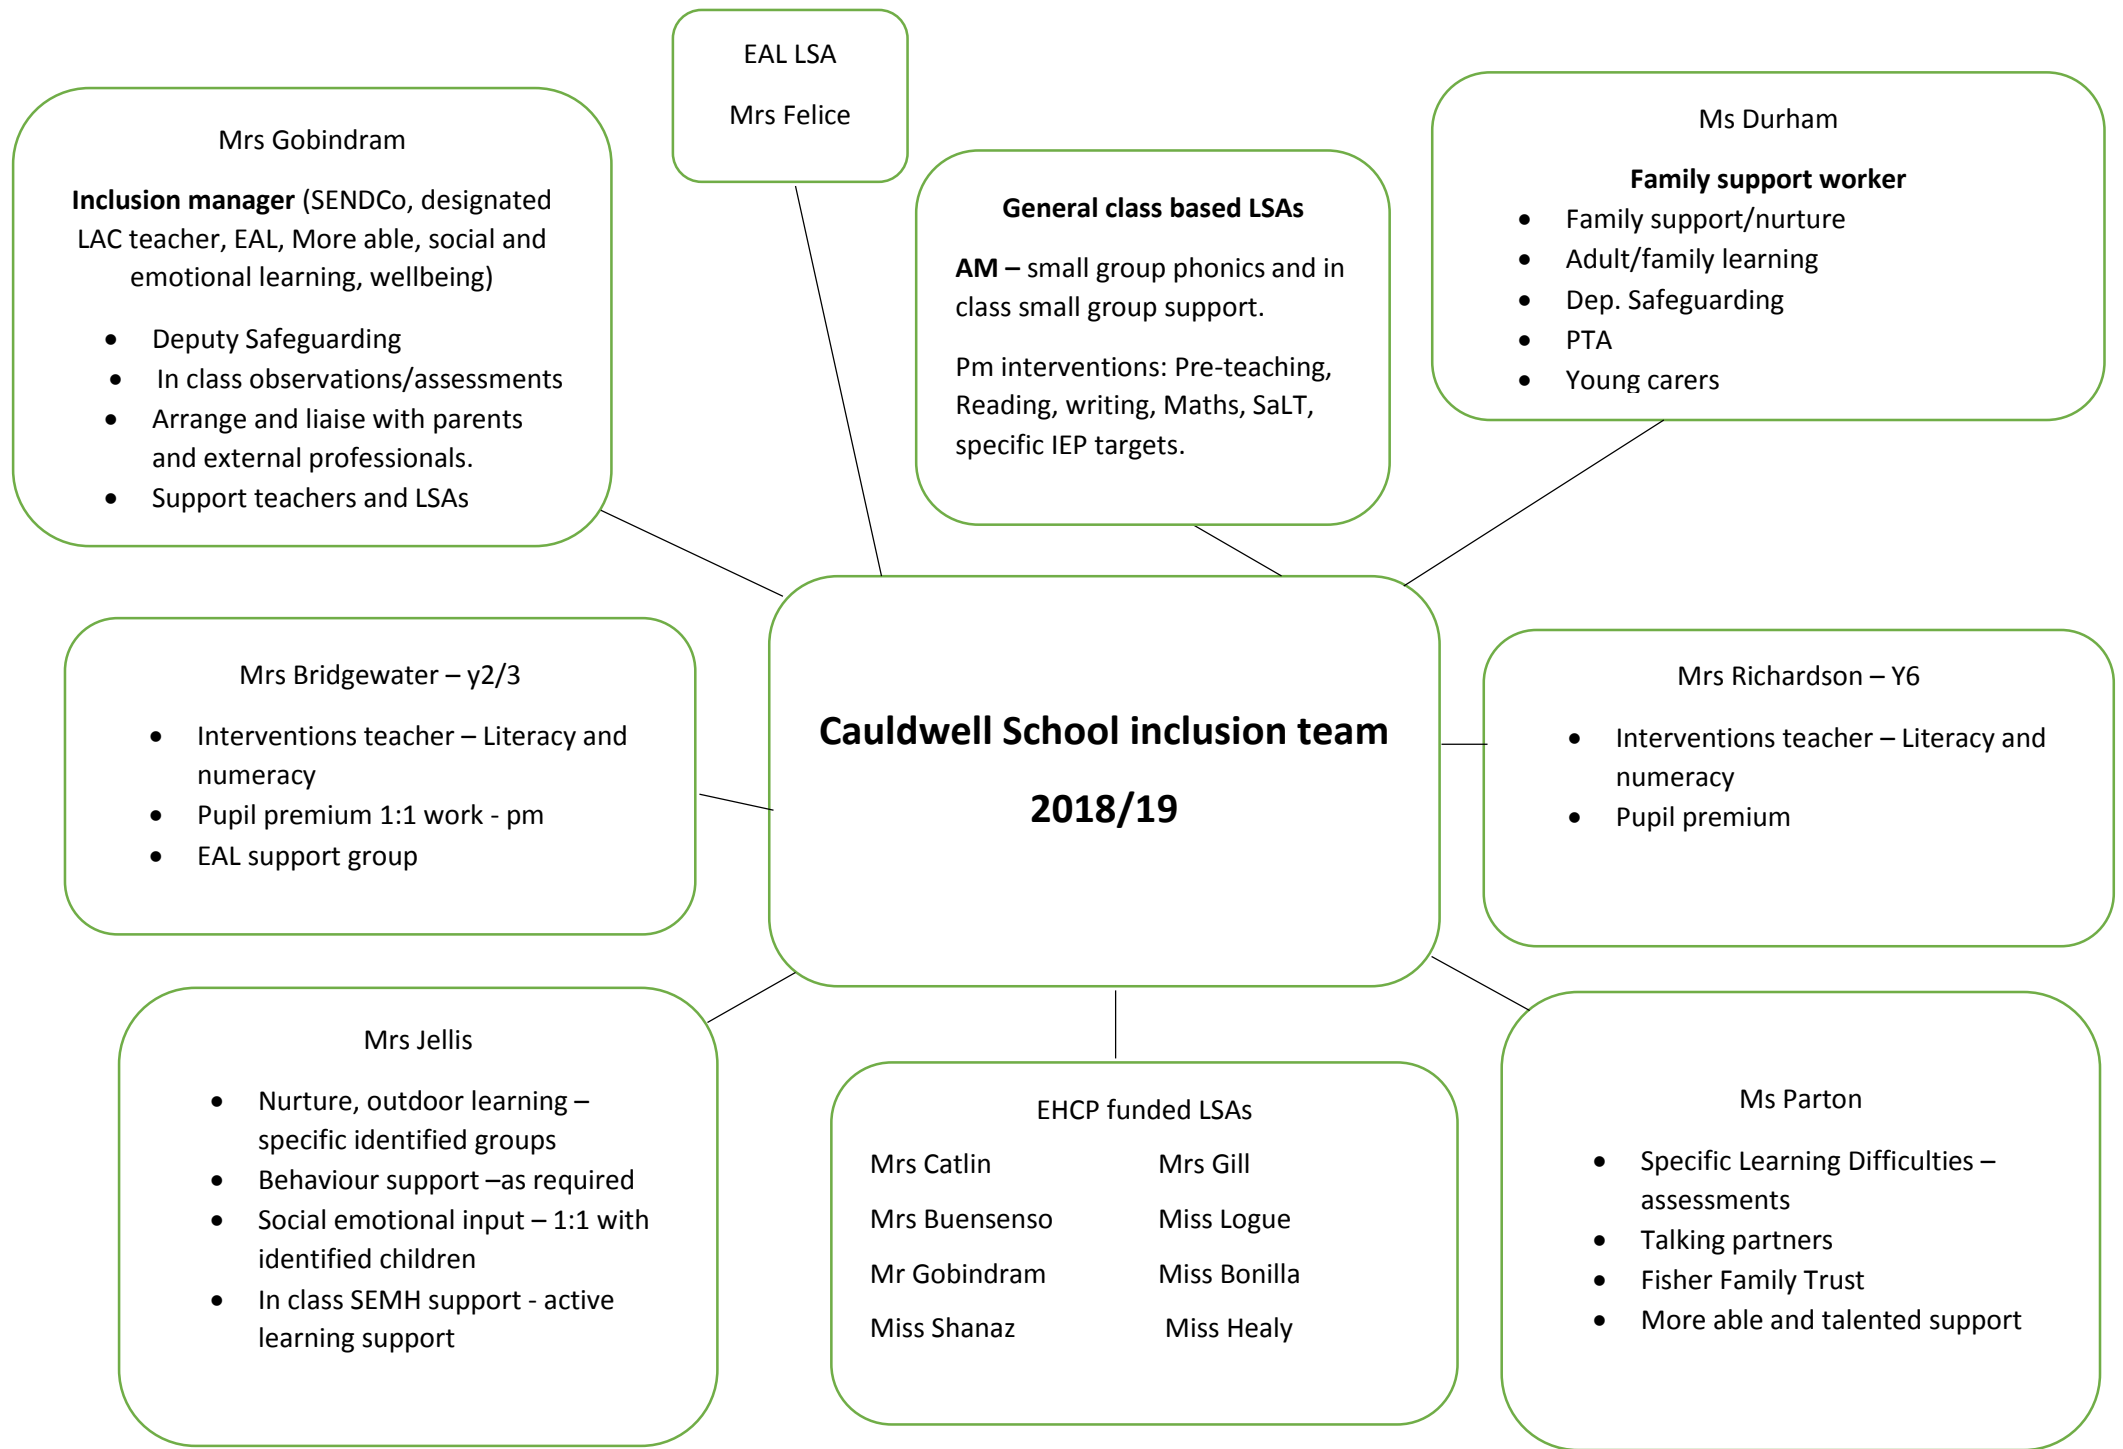 EAL LSA
Mrs Felice
Mrs Gobindram
Inclusion manager (SENDCo, designated
LAC teacher, EAL, More able, social and
emotional learning, wellbeing)
• Deputy Safeguarding
• In class observations/assessments
• Arrange and liaise with parents
and external professionals.
• Support teachers and LSAs
General class based LSAs
AM – small group phonics and in
class small group support.
Pm interventions: Pre-teaching,
Reading, writing, Maths, SaLT,
specific IEP targets.
Ms Durham
Family support worker
• Family support/nurture
• Adult/family learning
• Dep. Safeguarding
• PTA
• Young carers
Mrs Bridgewater – y2/3
• Interventions teacher – Literacy and
numeracy
• Pupil premium 1:1 work - pm
• EAL support group
Cauldwell School inclusion team
2018/19
Mrs Richardson – Y6
• Interventions teacher – Literacy and
numeracy
• Pupil premium
Mrs Jellis
• Nurture, outdoor learning –
specific identified groups
• Behaviour support –as required
• Social emotional input – 1:1 with
identified children
• In class SEMH support - active
learning support
EHCP funded LSAs
Mrs Catlin Mrs Gill
Mrs Buensenso Miss Logue
Mr Gobindram Miss Bonilla
Miss Shanaz Miss Healy
Ms Parton
• Specific Learning Difficulties –
assessments
• Talking partners
• Fisher Family Trust
• More able and talented support